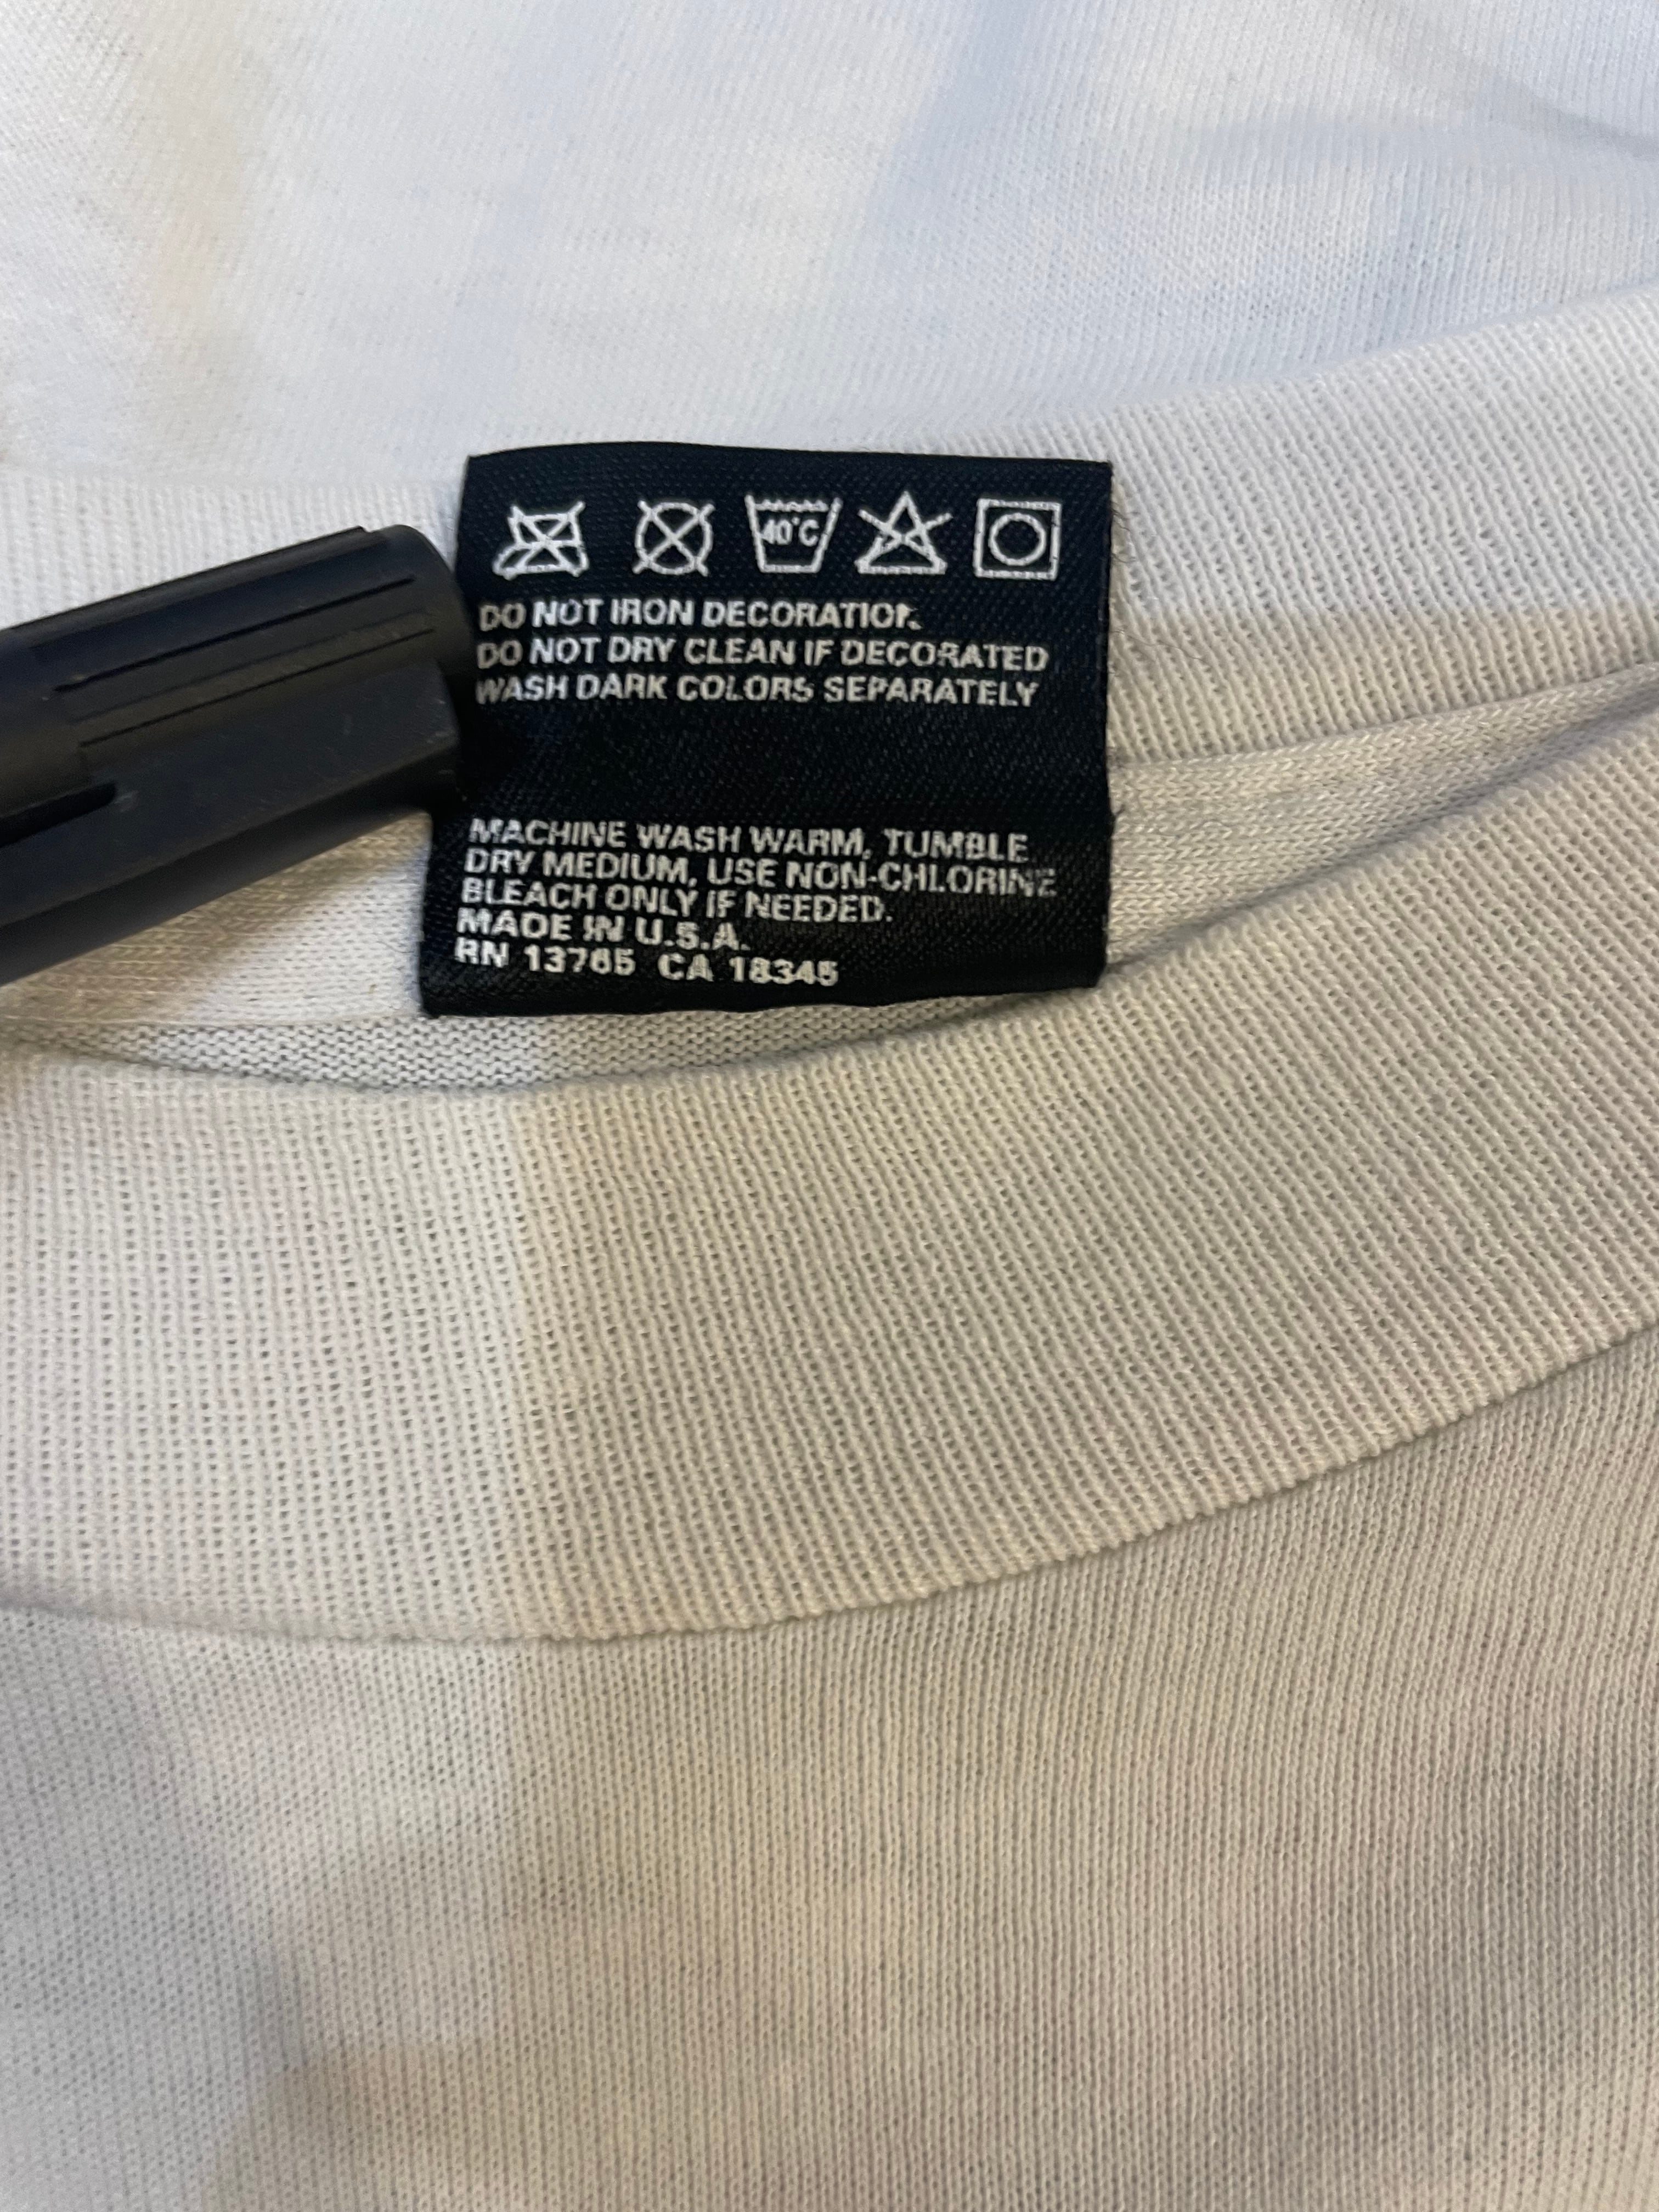 40°C
DO NOT IRON DECORATION.
DO NOT DRY CLEAN IF DECORATED
WASH DARK COLORS SEPARATELY
MACHINE WASH WARM, TUMBLE
DRY MEDIUM, USE NON-CHLORINE
BLEACH ONLY IF NEEDED.
MADE IN U.S.A.
RN 13765 CA 18345